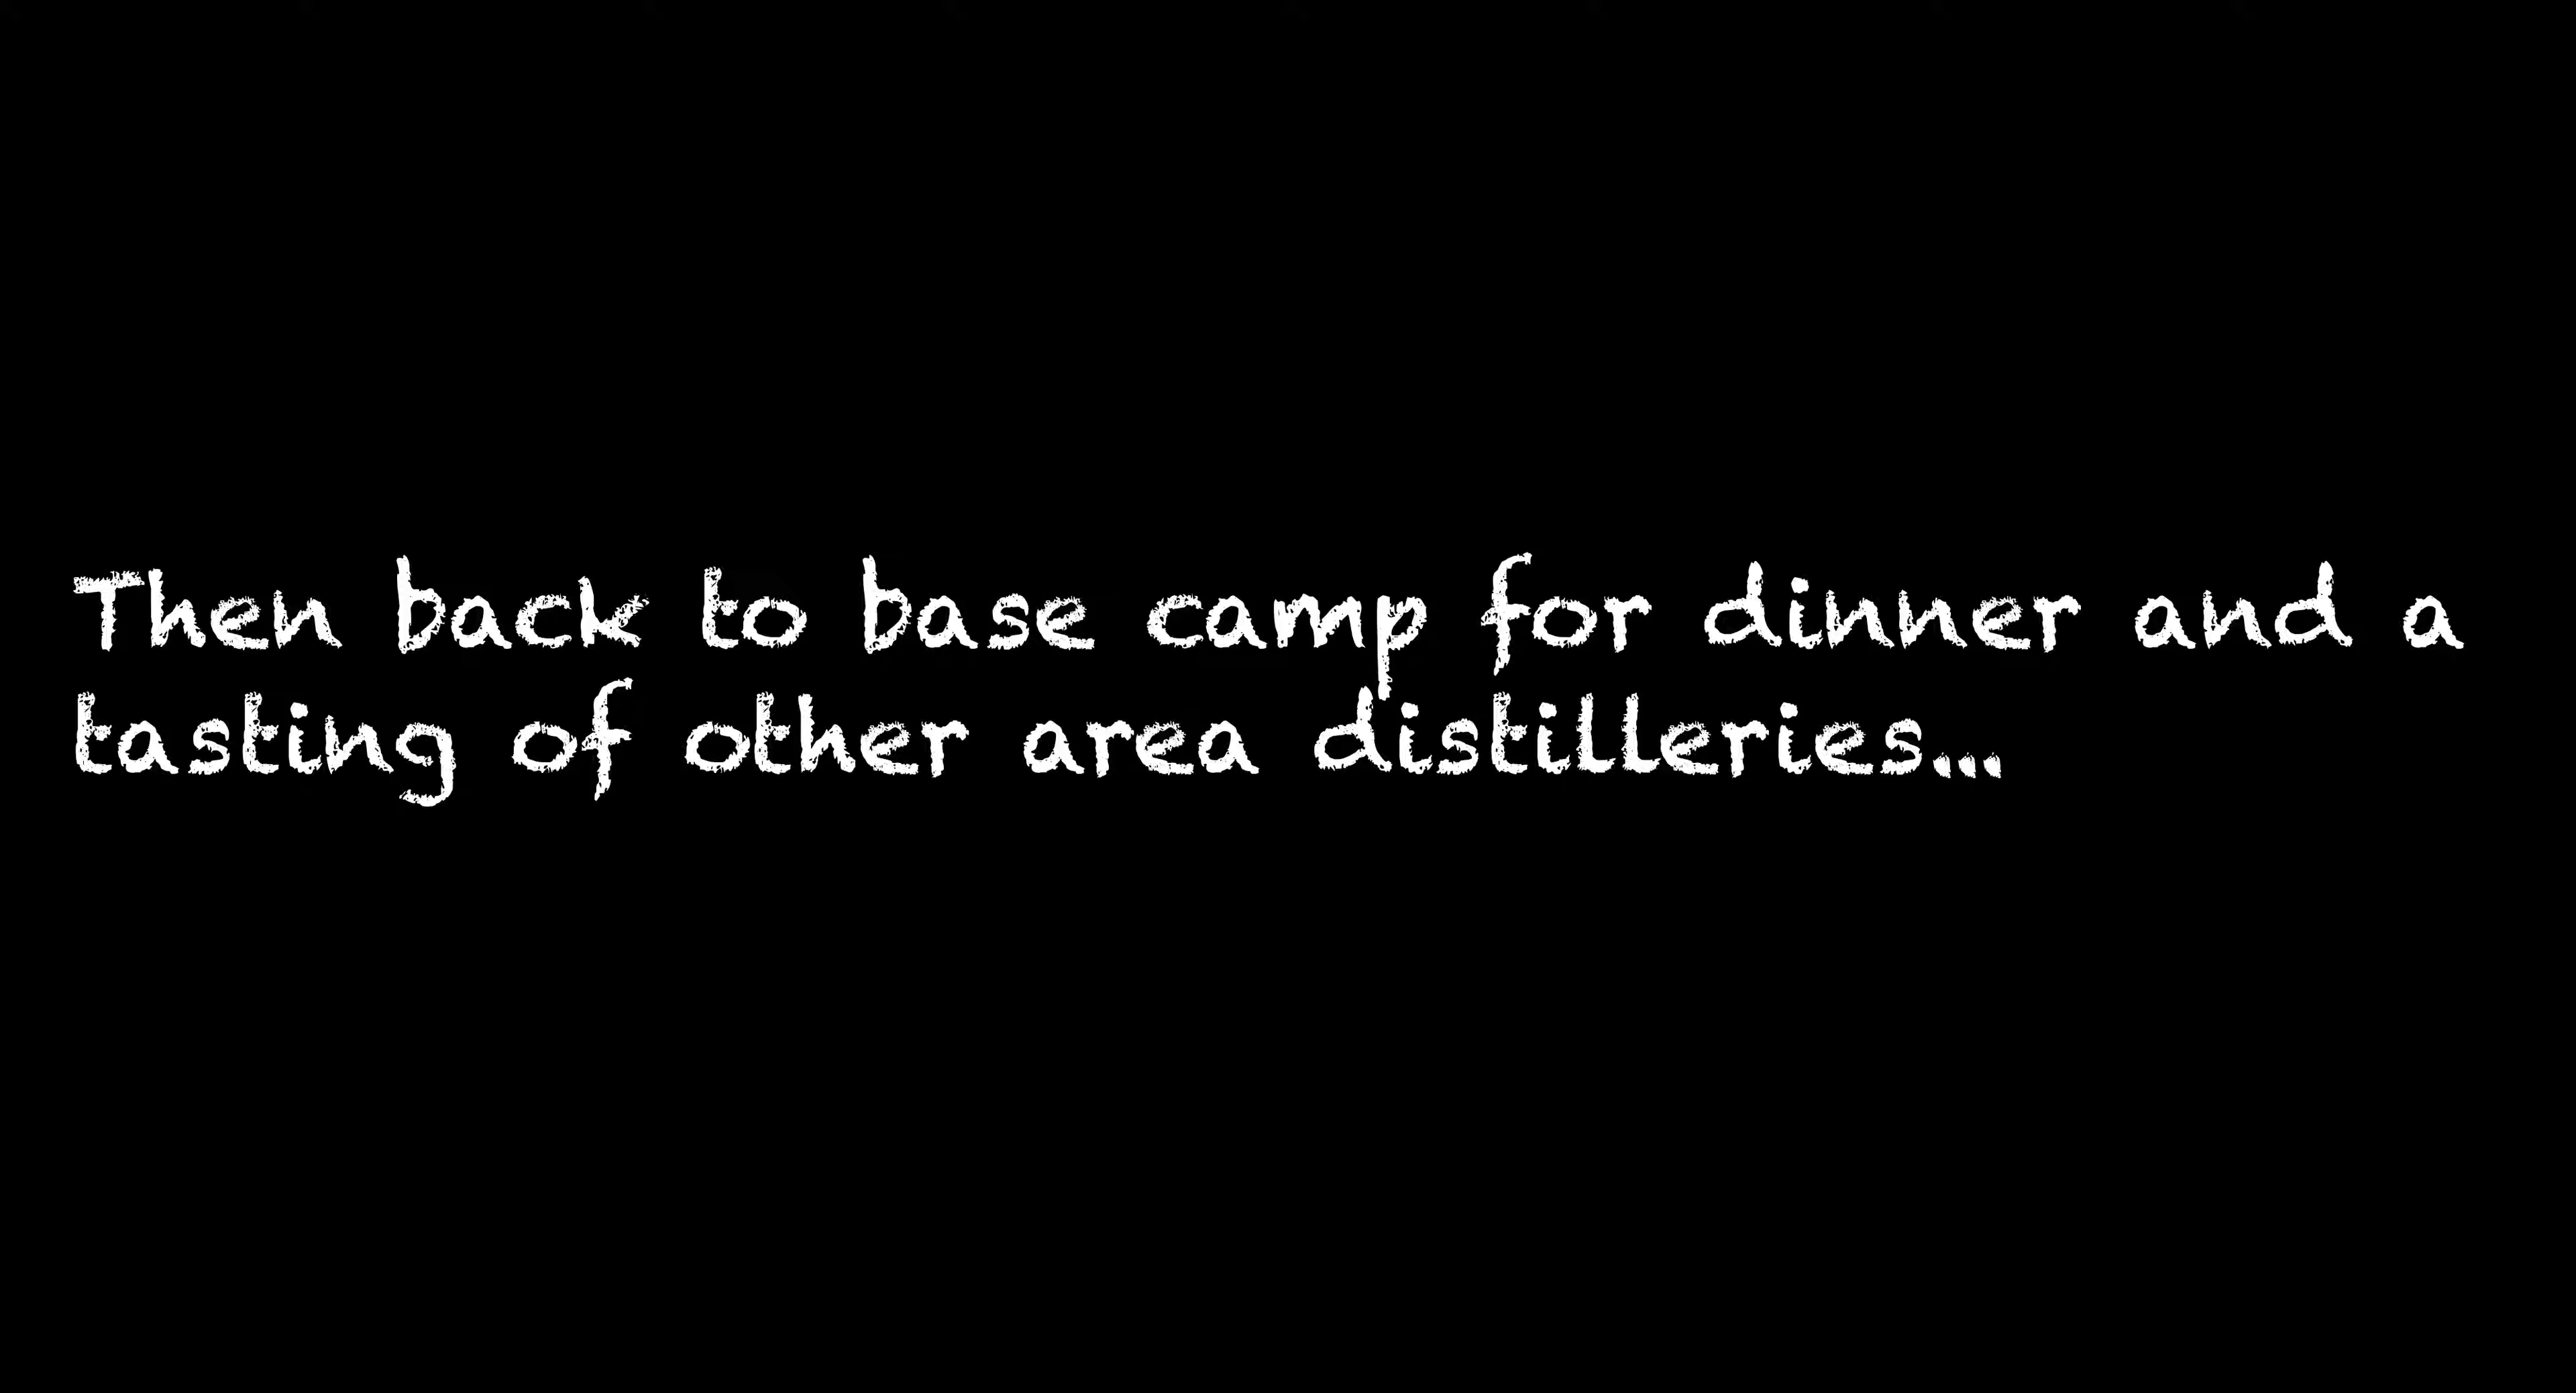 Then back to base camp for dinner and a
tasting of other area distilleries...